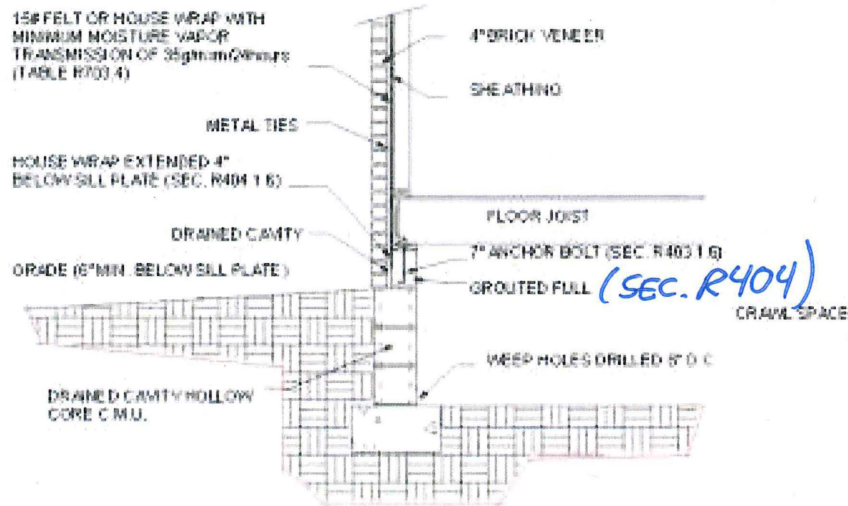 15# FELT OR HOUSE WRAP WITH
MINIMUM MOISTURE VAPOR
TRANSMISSION OF 35g/mam/24hours
(TABLE R703.4)
METAL TIES
HOUSE WRAP EXTENDED 4"
BELOW SILL PLATE (SEC. R404.1.6)
DRAINED CAVITY
GRADE (6" MIN. BELOW SILL PLATE)
DRAINED CAVITY HOLLOW
CORE C.M.U.
4" BRICK VENEER
SHEATHING
FLOOR JOIST
7" ANCHOR BOLT (SEC. R403.1.6)
GROUTED FULL (SEC. R404)
CRAWL SPACE
WEEP HOLES DRILLED 8" O.C